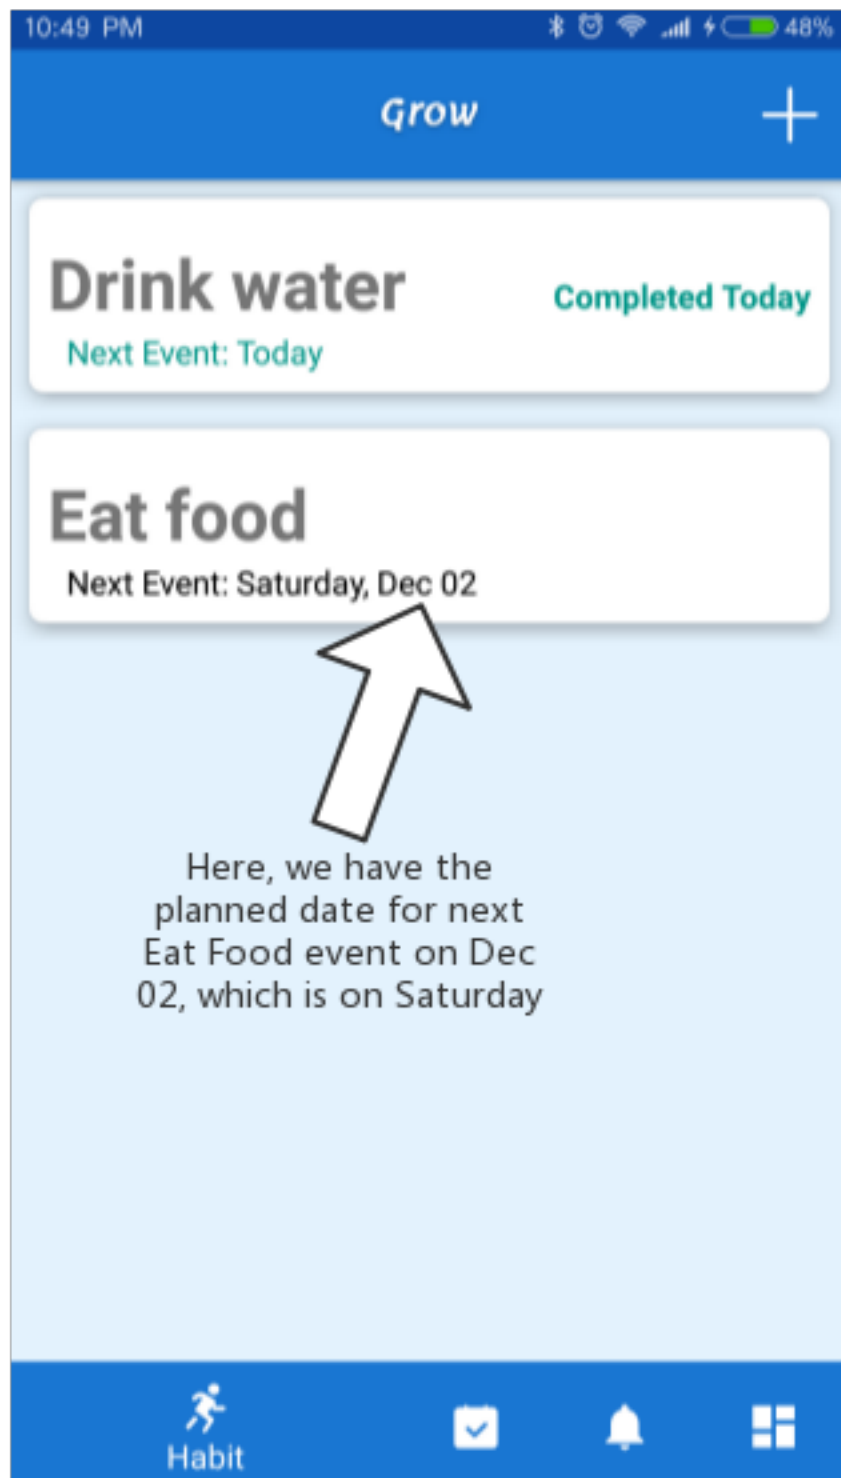 10:49 PM 48%
Grow
Drink water
Completed Today
Next Event: Today
Eat food
Next Event: Saturday, Dec 02
Here, we have the
planned date for next
Eat Food event on Dec
02, which is on Saturday
Habit